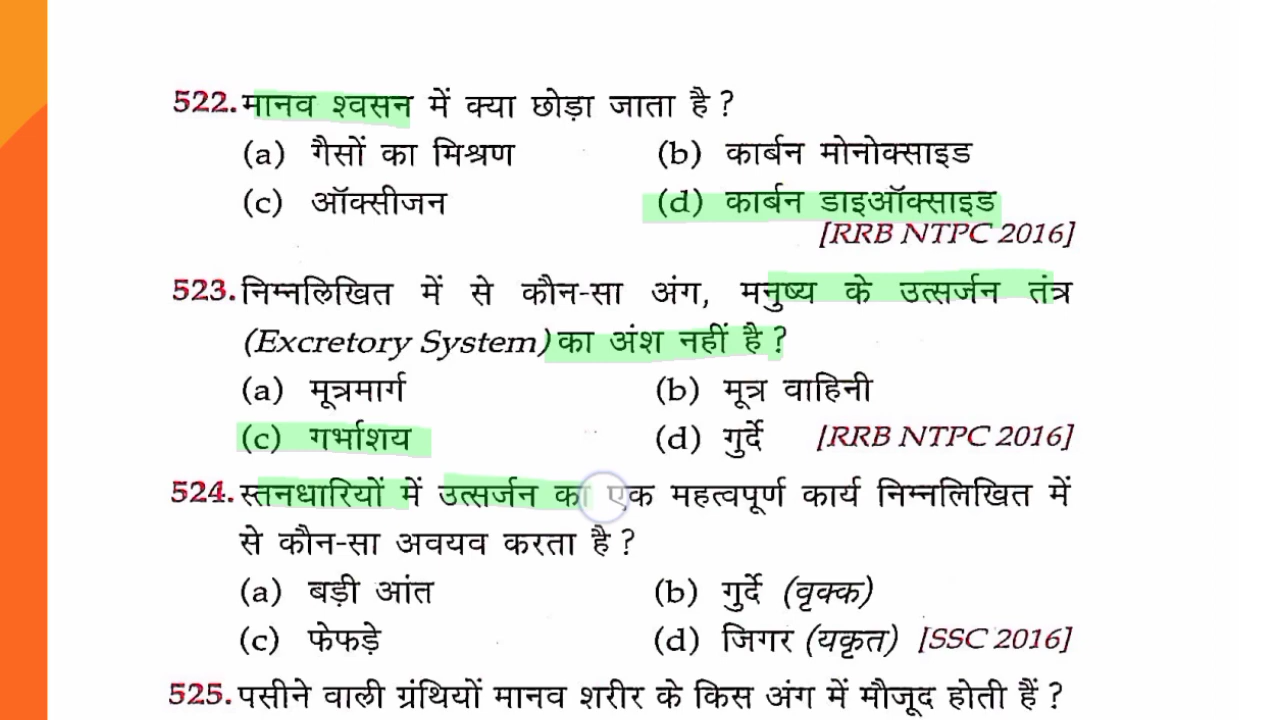 522. मानव श्वसन में क्या छोड़ा जाता है ?
(a) गैसों का मिश्रण (b) कार्बन मोनोक्साइड
(c) ऑक्सीजन (d) कार्बन डाइऑक्साइड
[RRB NTPC 2016]
523. निम्नलिखित में से कौन-सा अंग, मनुष्य के उत्सर्जन तंत्र
(Excretory System) का अंश नहीं है ?
(a) मूत्रमार्ग (b) मूत्र वाहिनी
(c) गर्भाशय (d) गुर्दे [RRB NTPC 2016]
524. स्तनधारियों में उत्सर्जन का एक महत्वपूर्ण कार्य निम्नलिखित में
से कौन-सा अवयव करता है ?
(a) बड़ी आंत (b) गुर्दे (वृक्क)
(c) फेफड़े (d) जिगर (यकृत) [SSC 2016]
525. पसीने वाली ग्रंथियों मानव शरीर के किस अंग में मौजूद होती हैं ?